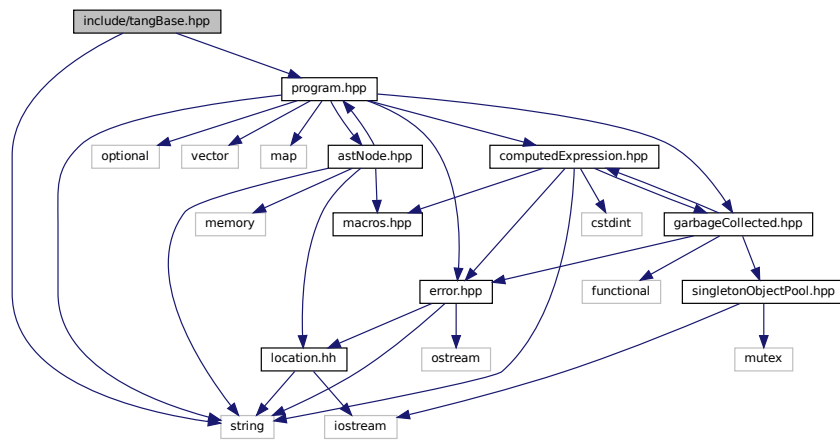 include/tangBase.hpp
program.hpp
optional
vector
map
astNode.hpp
computedExpression.hpp
memory
macros.hpp
cstdint
garbageCollected.hpp
error.hpp
functional
singletonObjectPool.hpp
location.hh
ostream
mutex
string
iostream